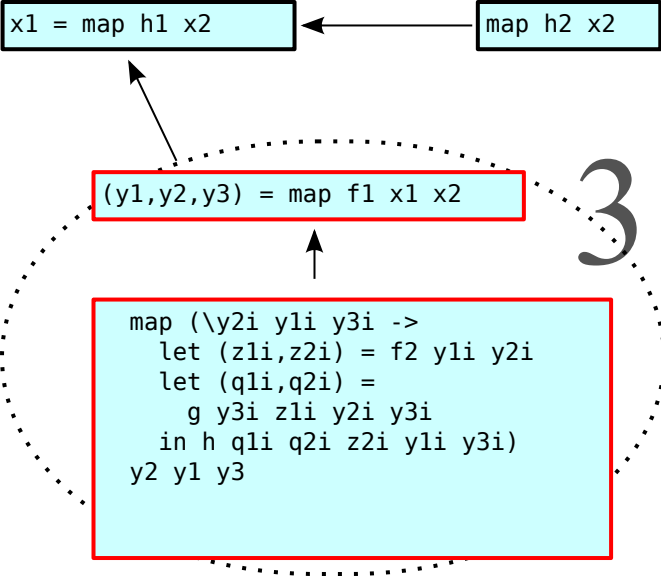 x1 = map h1 x2
map h2 x2
(y1,y2,y3) = map f1 x1 x2
3
map (\y2i y1i y3i ->
let (z1i,z2i) = f2 y1i y2i
let (q1i,q2i) =
g y3i z1i y2i y3i
in h q1i q2i z2i y1i y3i)
y2 y1 y3